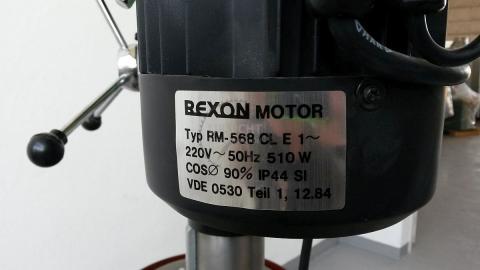 REXON MOTOR
Typ RM-568 CL E 1~
220V~ 50Hz 510 W
COSØ 90% IP44 SI
VDE 0530 Teil 1, 12.84